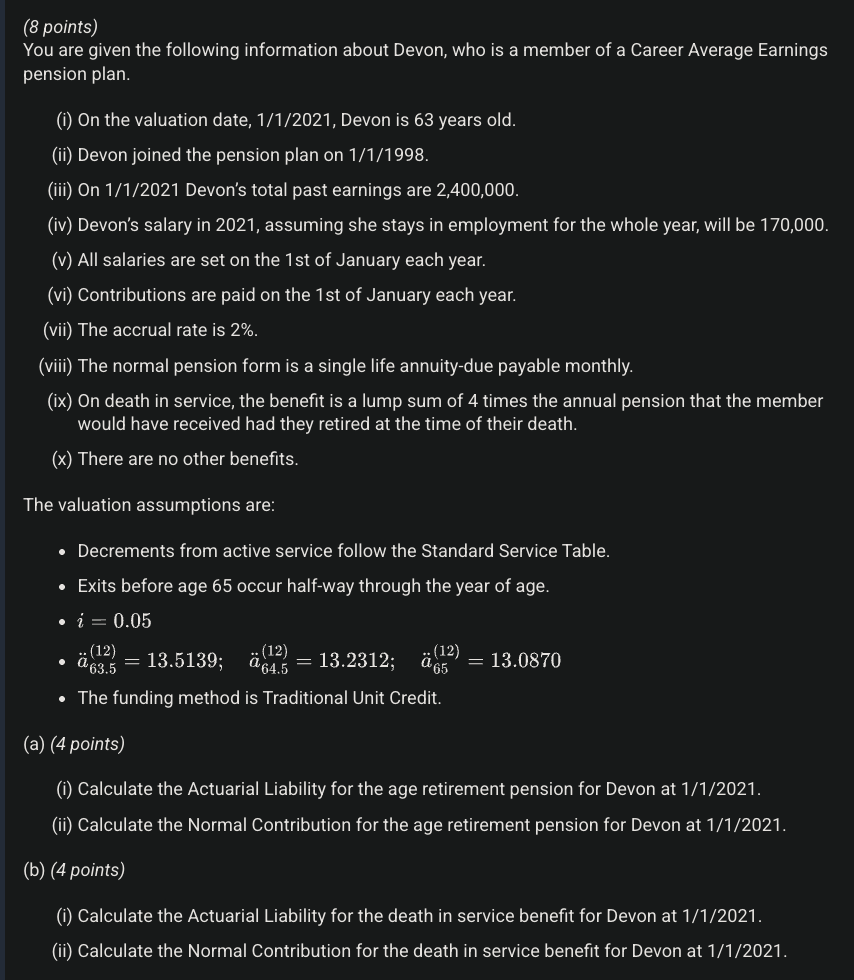 (8 points)
You are given the following information about Devon, who is a member of a Career Average Earnings
pension plan.
(i) On the valuation date, 1/1/2021, Devon is 63 years old.
(ii) Devon joined the pension plan on 1/1/1998.
(iii) On 1/1/2021 Devon's total past earnings are 2,400,000.
(iv) Devon's salary in 2021, assuming she stays in employment for the whole year, will be 170,000.
(v) All salaries are set on the 1st of January each year.
(vi) Contributions are paid on the 1st of January each year.
(vii) The accrual rate is 2%.
(viii) The normal pension form is a single life annuity-due payable monthly.
(ix) On death in service, the benefit is a lump sum of 4 times the annual pension that the member
would have received had they retired at the time of their death.
(x) There are no other benefits.
The valuation assumptions are:
• Decrements from active service follow the Standard Service Table.
• Exits before age 65 occur half-way through the year of age.
• i = 0.05
• ä_{63.5}^{(12)} = 13.5139; ä_{64.5}^{(12)} = 13.2312; ä_{65}^{(12)} = 13.0870
• The funding method is Traditional Unit Credit.
(a) (4 points)
(i) Calculate the Actuarial Liability for the age retirement pension for Devon at 1/1/2021.
(ii) Calculate the Normal Contribution for the age retirement pension for Devon at 1/1/2021.
(b) (4 points)
(i) Calculate the Actuarial Liability for the death in service benefit for Devon at 1/1/2021.
(ii) Calculate the Normal Contribution for the death in service benefit for Devon at 1/1/2021.